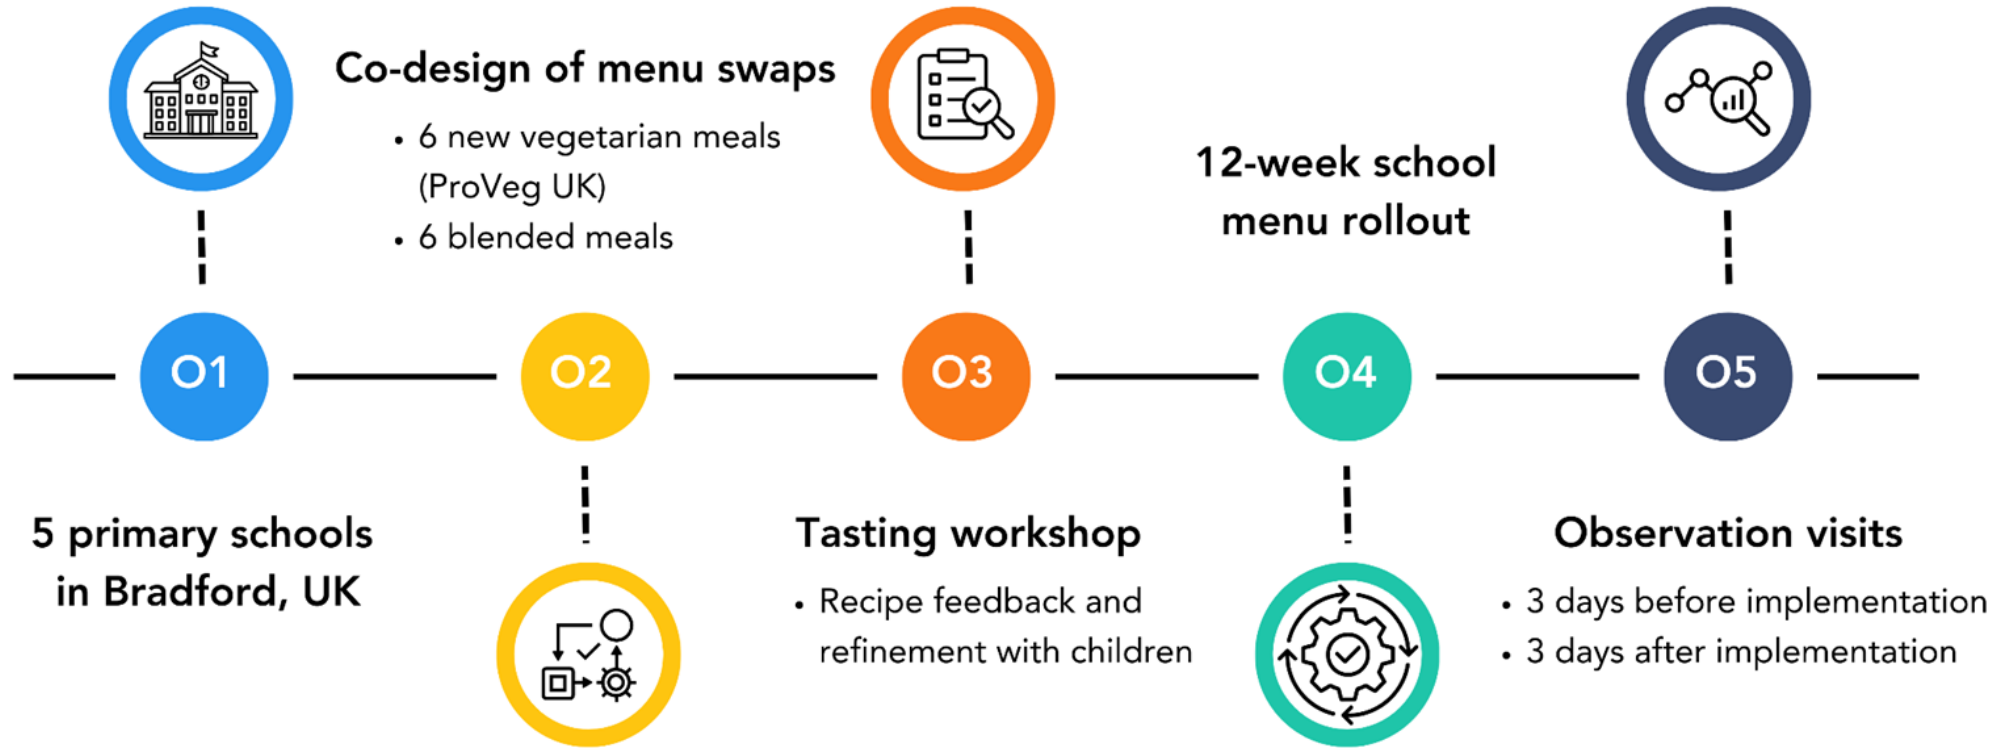 O1
5 primary schools
in Bradford, UK
Co-design of menu swaps
• 6 new vegetarian meals
(ProVeg UK)
• 6 blended meals
O2
O3
Tasting workshop
• Recipe feedback and
refinement with children
12-week school
menu rollout
O4
O5
Observation visits
• 3 days before implementation
• 3 days after implementation